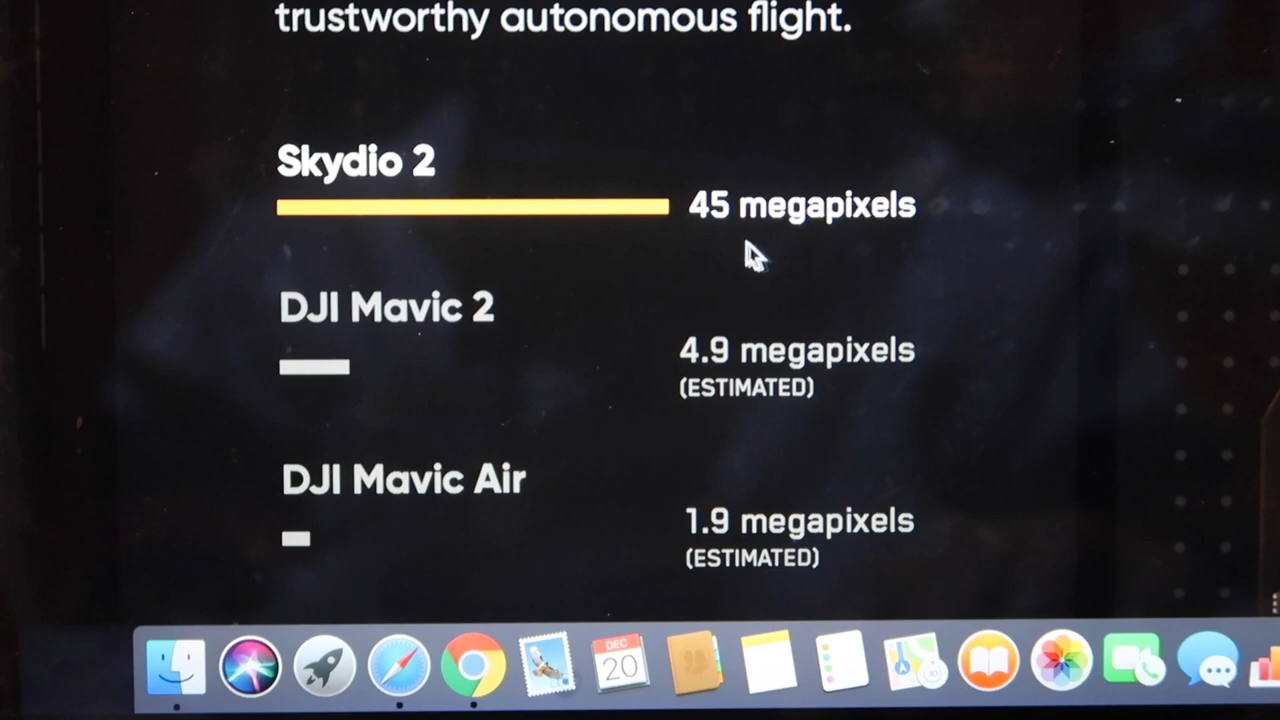 trustworthy autonomous flight.
Skydio 2
45 megapixels
DJI Mavic 2
4.9 megapixels
(ESTIMATED)
DJI Mavic Air
1.9 megapixels
(ESTIMATED)
DEC
20